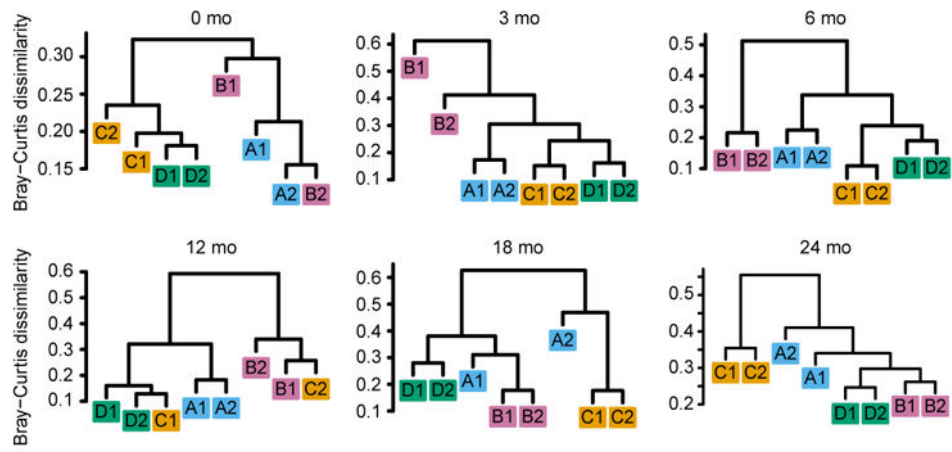 0 mo
3 mo
6 mo
Bray−Curtis dissimilarity
0.30
0.25
0.20
0.15
C2
C1
D1 D2
B1
A1
A2 B2
0.6
0.5
0.4
0.3
0.2
0.1
B1
B2
A1 A2 C1 C2 D1 D2
0.5
0.4
0.3
0.2
0.1
B1 B2 A1 A2
C1 C2
D1 D2
12 mo
18 mo
24 mo
Bray−Curtis dissimilarity
0.6
0.5
0.4
0.3
0.2
0.1
D1
D2 C1
A1 A2
B2
B1 C2
0.6
0.5
0.4
0.3
0.2
0.1
D1 D2
A1
B1 B2
A2
C1 C2
0.5
0.4
0.3
0.2
C1 C2
A2
A1
D1 D2
B1 B2